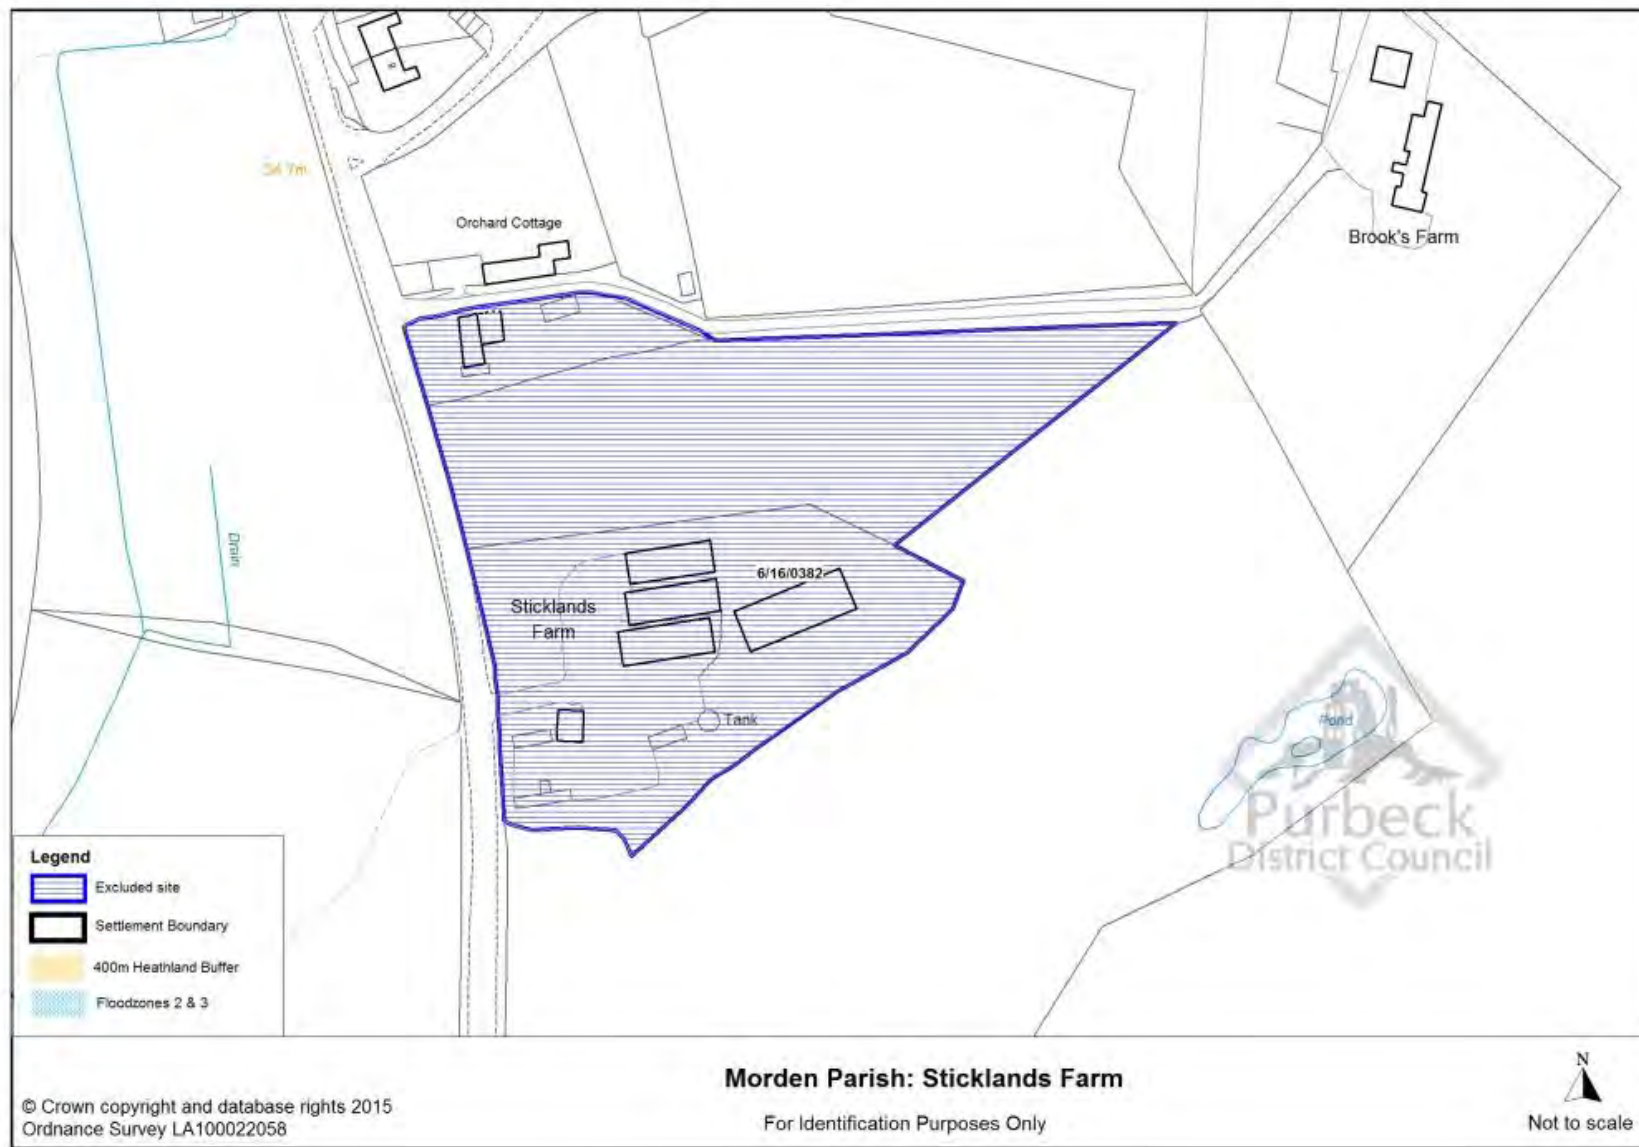 Orchard Cottage
Brook's Farm
Drain
6/16/0382
Sticklands
Farm
Tank
Pond
Purbeck
District Council
Legend
Excluded site
Settlement Boundary
400m Heathland Buffer
Floodzones 2 & 3
Morden Parish: Sticklands Farm
For Identification Purposes Only
© Crown copyright and database rights 2015
Ordnance Survey LA100022058
N
Not to scale